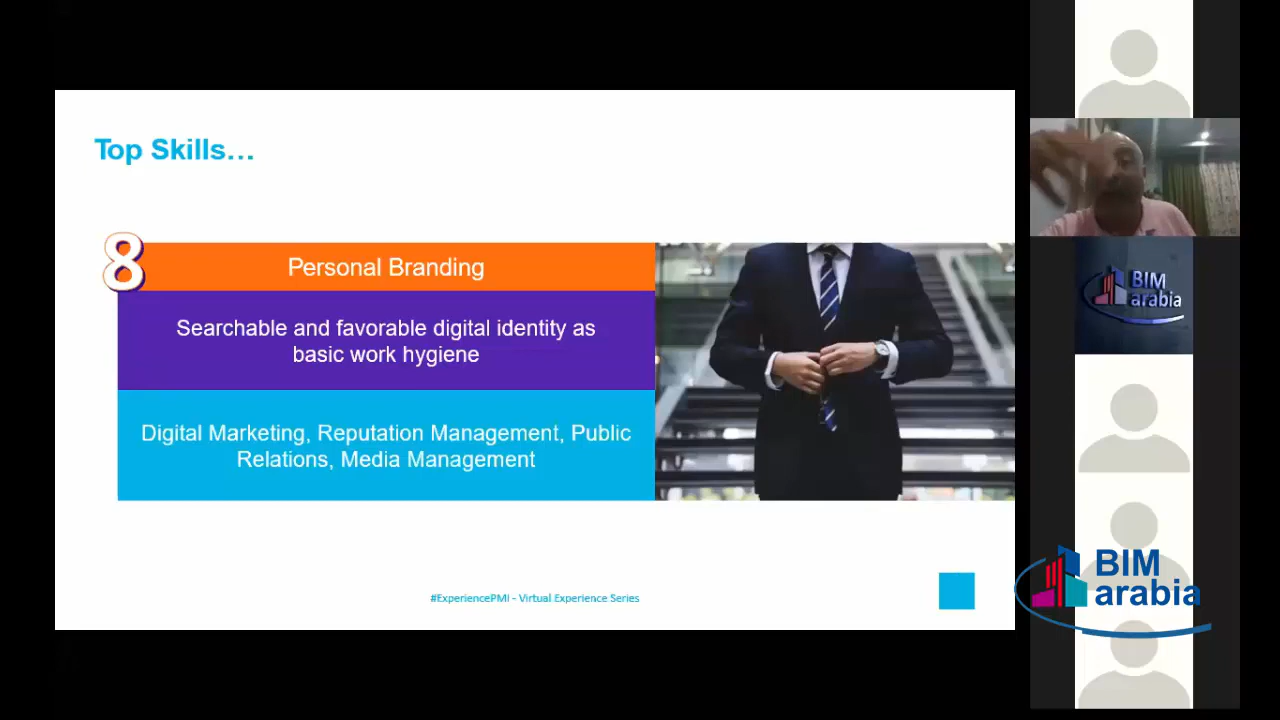 Top Skills…
8
Personal Branding
Searchable and favorable digital identity as
basic work hygiene
Digital Marketing, Reputation Management, Public
Relations, Media Management
#ExperiencePMI - Virtual Experience Series
BIM
arabia
BIM
arabia